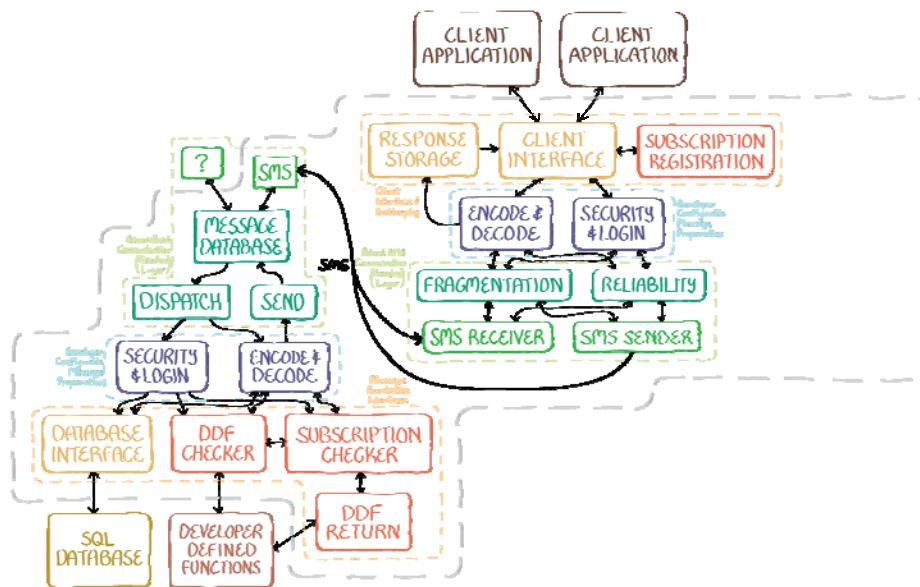 CLIENT
APPLICATION
CLIENT
APPLICATION
RESPONSE
STORAGE
CLIENT
INTERFACE
SUBSCRIPTION
REGISTRATION
?
SMS
ENCODE &
DECODE
SECURITY
& LOGIN
MESSAGE
DATABASE
SMS
FRAGMENTATION
RELIABILITY
DISPATCH
SEND
SMS RECEIVER
SMS SENDER
SECURITY
& LOGIN
ENCODE &
DECODE
DATABASE
INTERFACE
DDF
CHECKER
SUBSCRIPTION
CHECKER
DDF
RETURN
SQL
DATABASE
DEVELOPER
DEFINED
FUNCTIONS